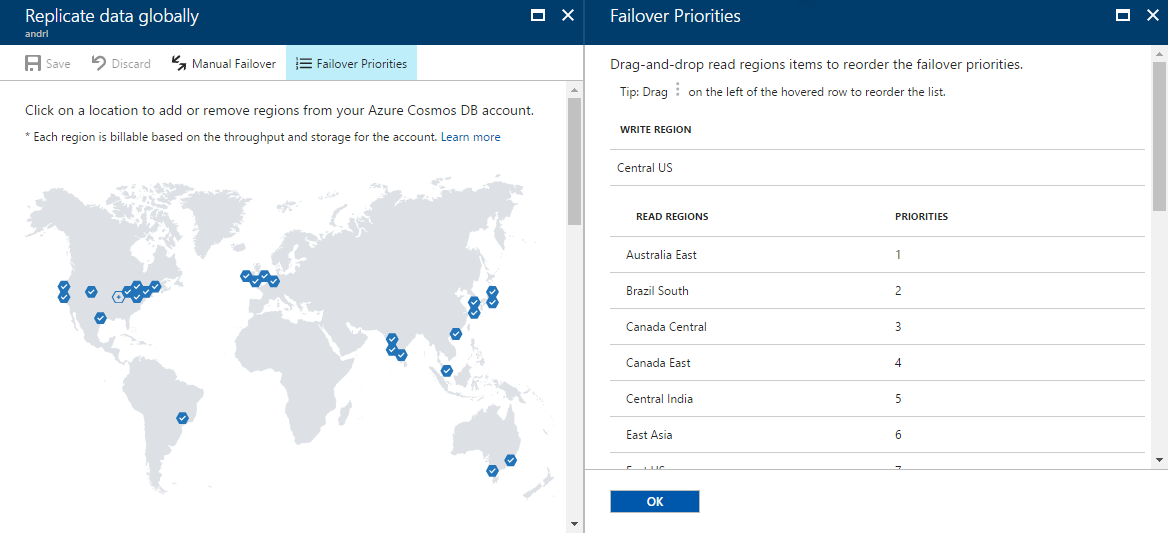 Replicate data globally
andrl
Save
Discard
Manual Failover
Failover Priorities
Click on a location to add or remove regions from your Azure Cosmos DB account.
* Each region is billable based on the throughput and storage for the account. Learn more
Failover Priorities
Drag-and-drop read regions items to reorder the failover priorities.
Tip: Drag ⋮ on the left of the hovered row to reorder the list.
WRITE REGION
Central US
READ REGIONS PRIORITIES
Australia East 1
Brazil South 2
Canada Central 3
Canada East 4
Central India 5
East Asia 6
OK